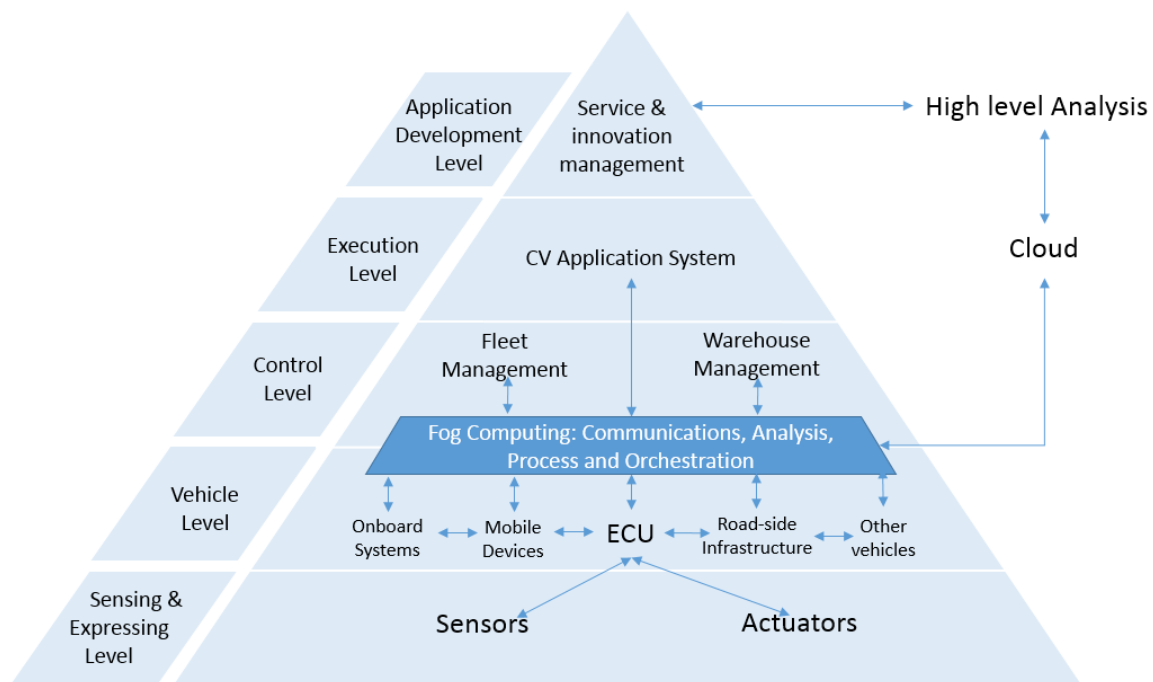 Application
Development
Level
Service &
innovation
management
High level Analysis
Execution
Level
CV Application System
Cloud
Control
Level
Fleet
Management
Warehouse
Management
Fog Computing: Communications, Analysis,
Process and Orchestration
Vehicle
Level
Onboard
Systems
Mobile
Devices
ECU
Road-side
Infrastructure
Other
vehicles
Sensing &
Expressing
Level
Sensors
Actuators